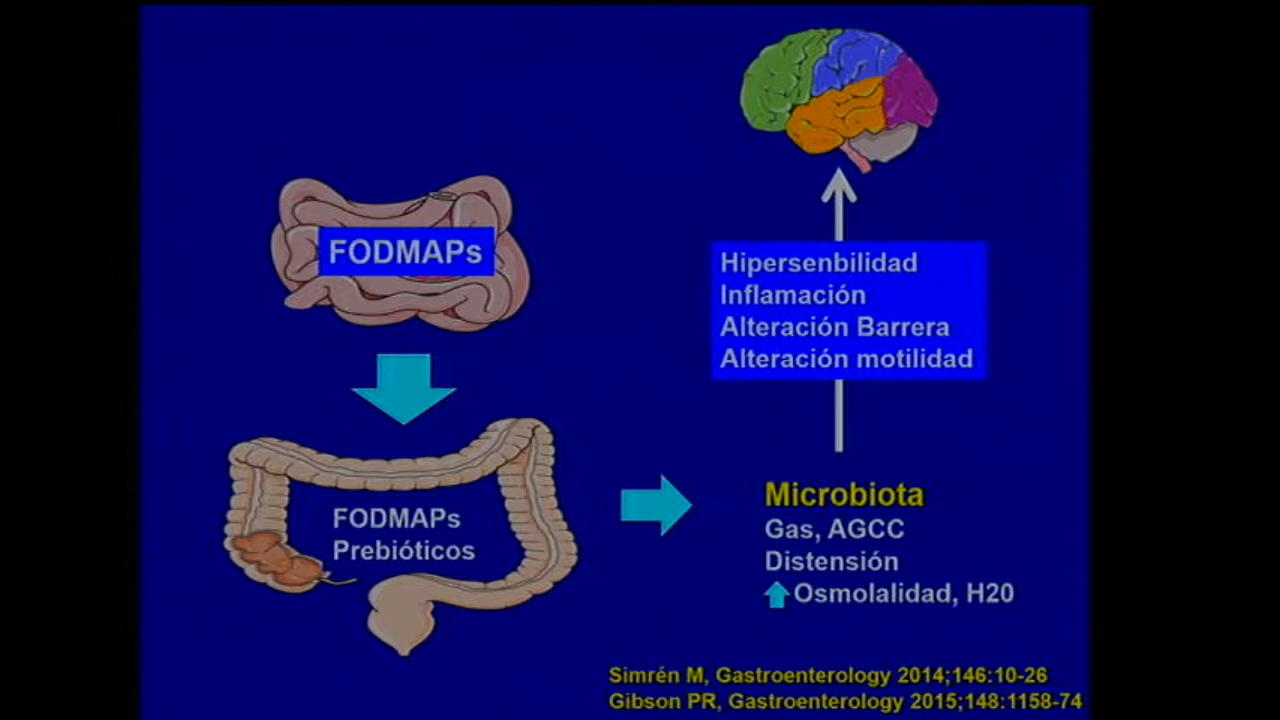 FODMAPs
FODMAPs
Prebióticos
Hipersenbilidad
Inflamación
Alteración Barrera
Alteración motilidad
Microbiota
Gas, AGCC
Distensión
Osmolalidad, H20
Simrén M, Gastroenterology 2014;146:10-26
Gibson PR, Gastroenterology 2015;148:1158-74